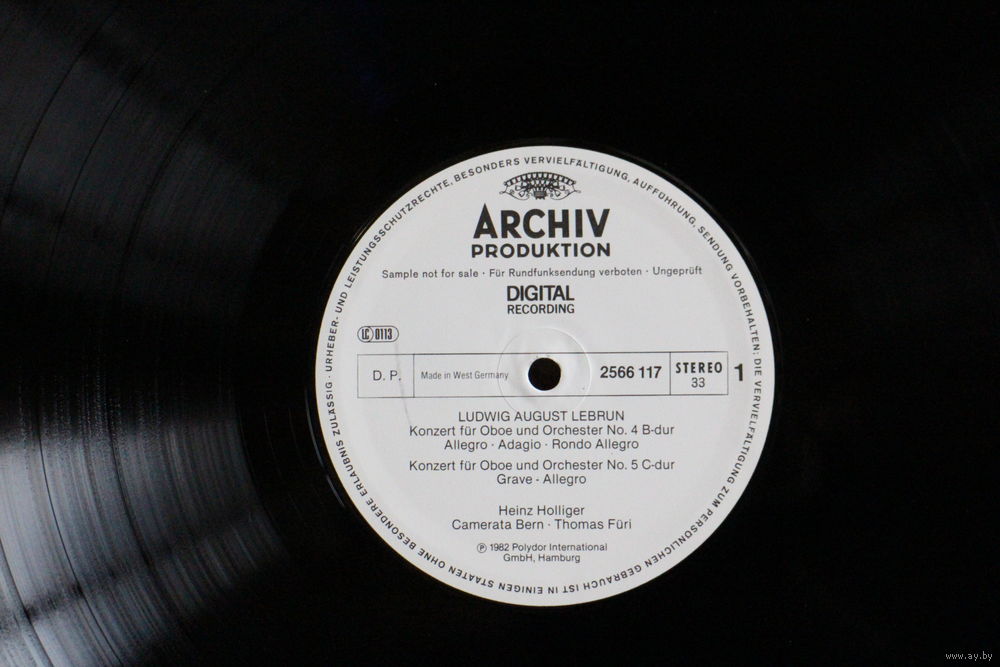 URHEBER- UND LEISTUNGSSCHUTZRECHTE, BESONDERS VERVIELFÄLTIGUNG, AUFFÜHRUNG, SENDUNG VORBEHALTEN; DIE VERVIELFÄLTIGUNG ZUM PERSÖNLICHEN GEBRAUCH IST IN EINIGEN STAATEN OHNE BESONDERE ERLAUBNIS ZULÄSSIG ·
ARCHIV
PRODUKTION
Sample not for sale · Für Rundfunksendung verboten · Ungeprüft
DIGITAL
RECORDING
LC 0113
D. P. Made in West Germany 2566 117 STEREO 33 1
LUDWIG AUGUST LEBRUN
Konzert für Oboe und Orchester No. 4 B-dur
Allegro · Adagio · Rondo Allegro
Konzert für Oboe und Orchester No. 5 C-dur
Grave - Allegro
Heinz Holliger
Camerata Bern · Thomas Füri
℗ 1982 Polydor International
GmbH, Hamburg
www.ay.by